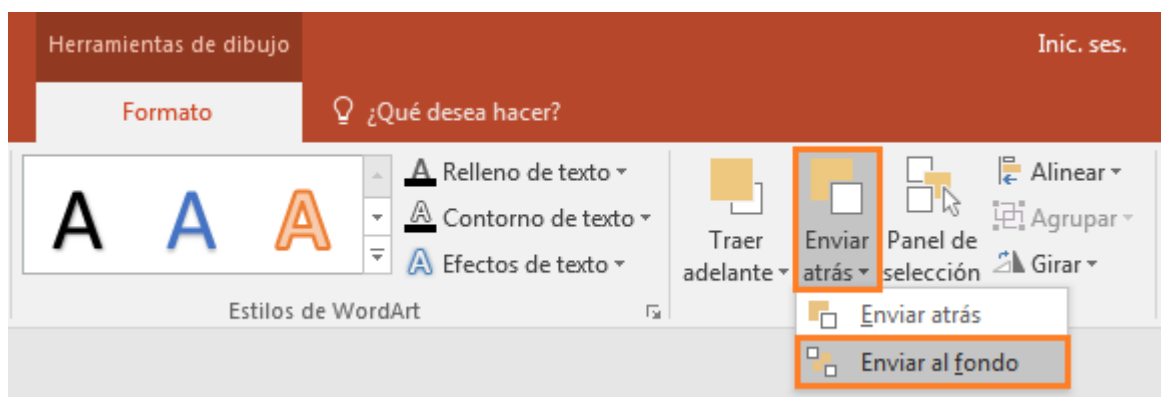 Herramientas de dibujo
Inic. ses.
Formato
¿Qué desea hacer?
A A A
Relleno de texto
Contorno de texto
Efectos de texto
Estilos de WordArt
Traer
adelante
Enviar
atrás
Panel de
selección
Alinear
Agrupar
Girar
Enviar atrás
Enviar al fondo